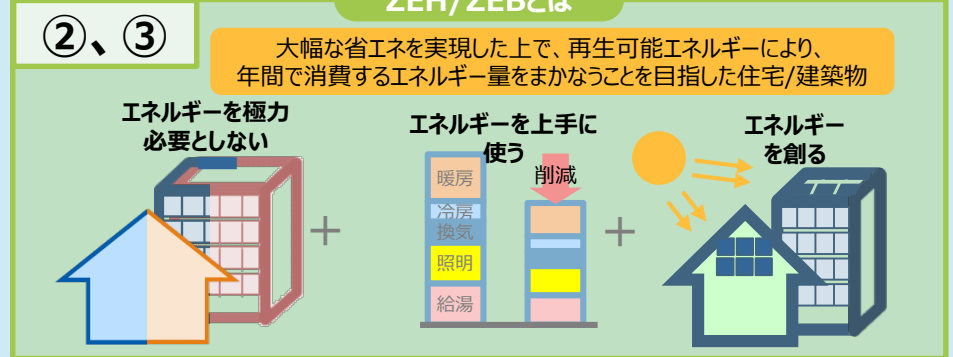 ZEH/ZEBとは
②、③
大幅な省エネを実現した上で、再生可能エネルギーにより、
年間で消費するエネルギー量をまかなうことを目指した住宅/建築物
エネルギーを極力
必要としない
エネルギーを上手に
使う
エネルギー
を創る
暖房
冷房
換気
照明
給湯
削減
+
+